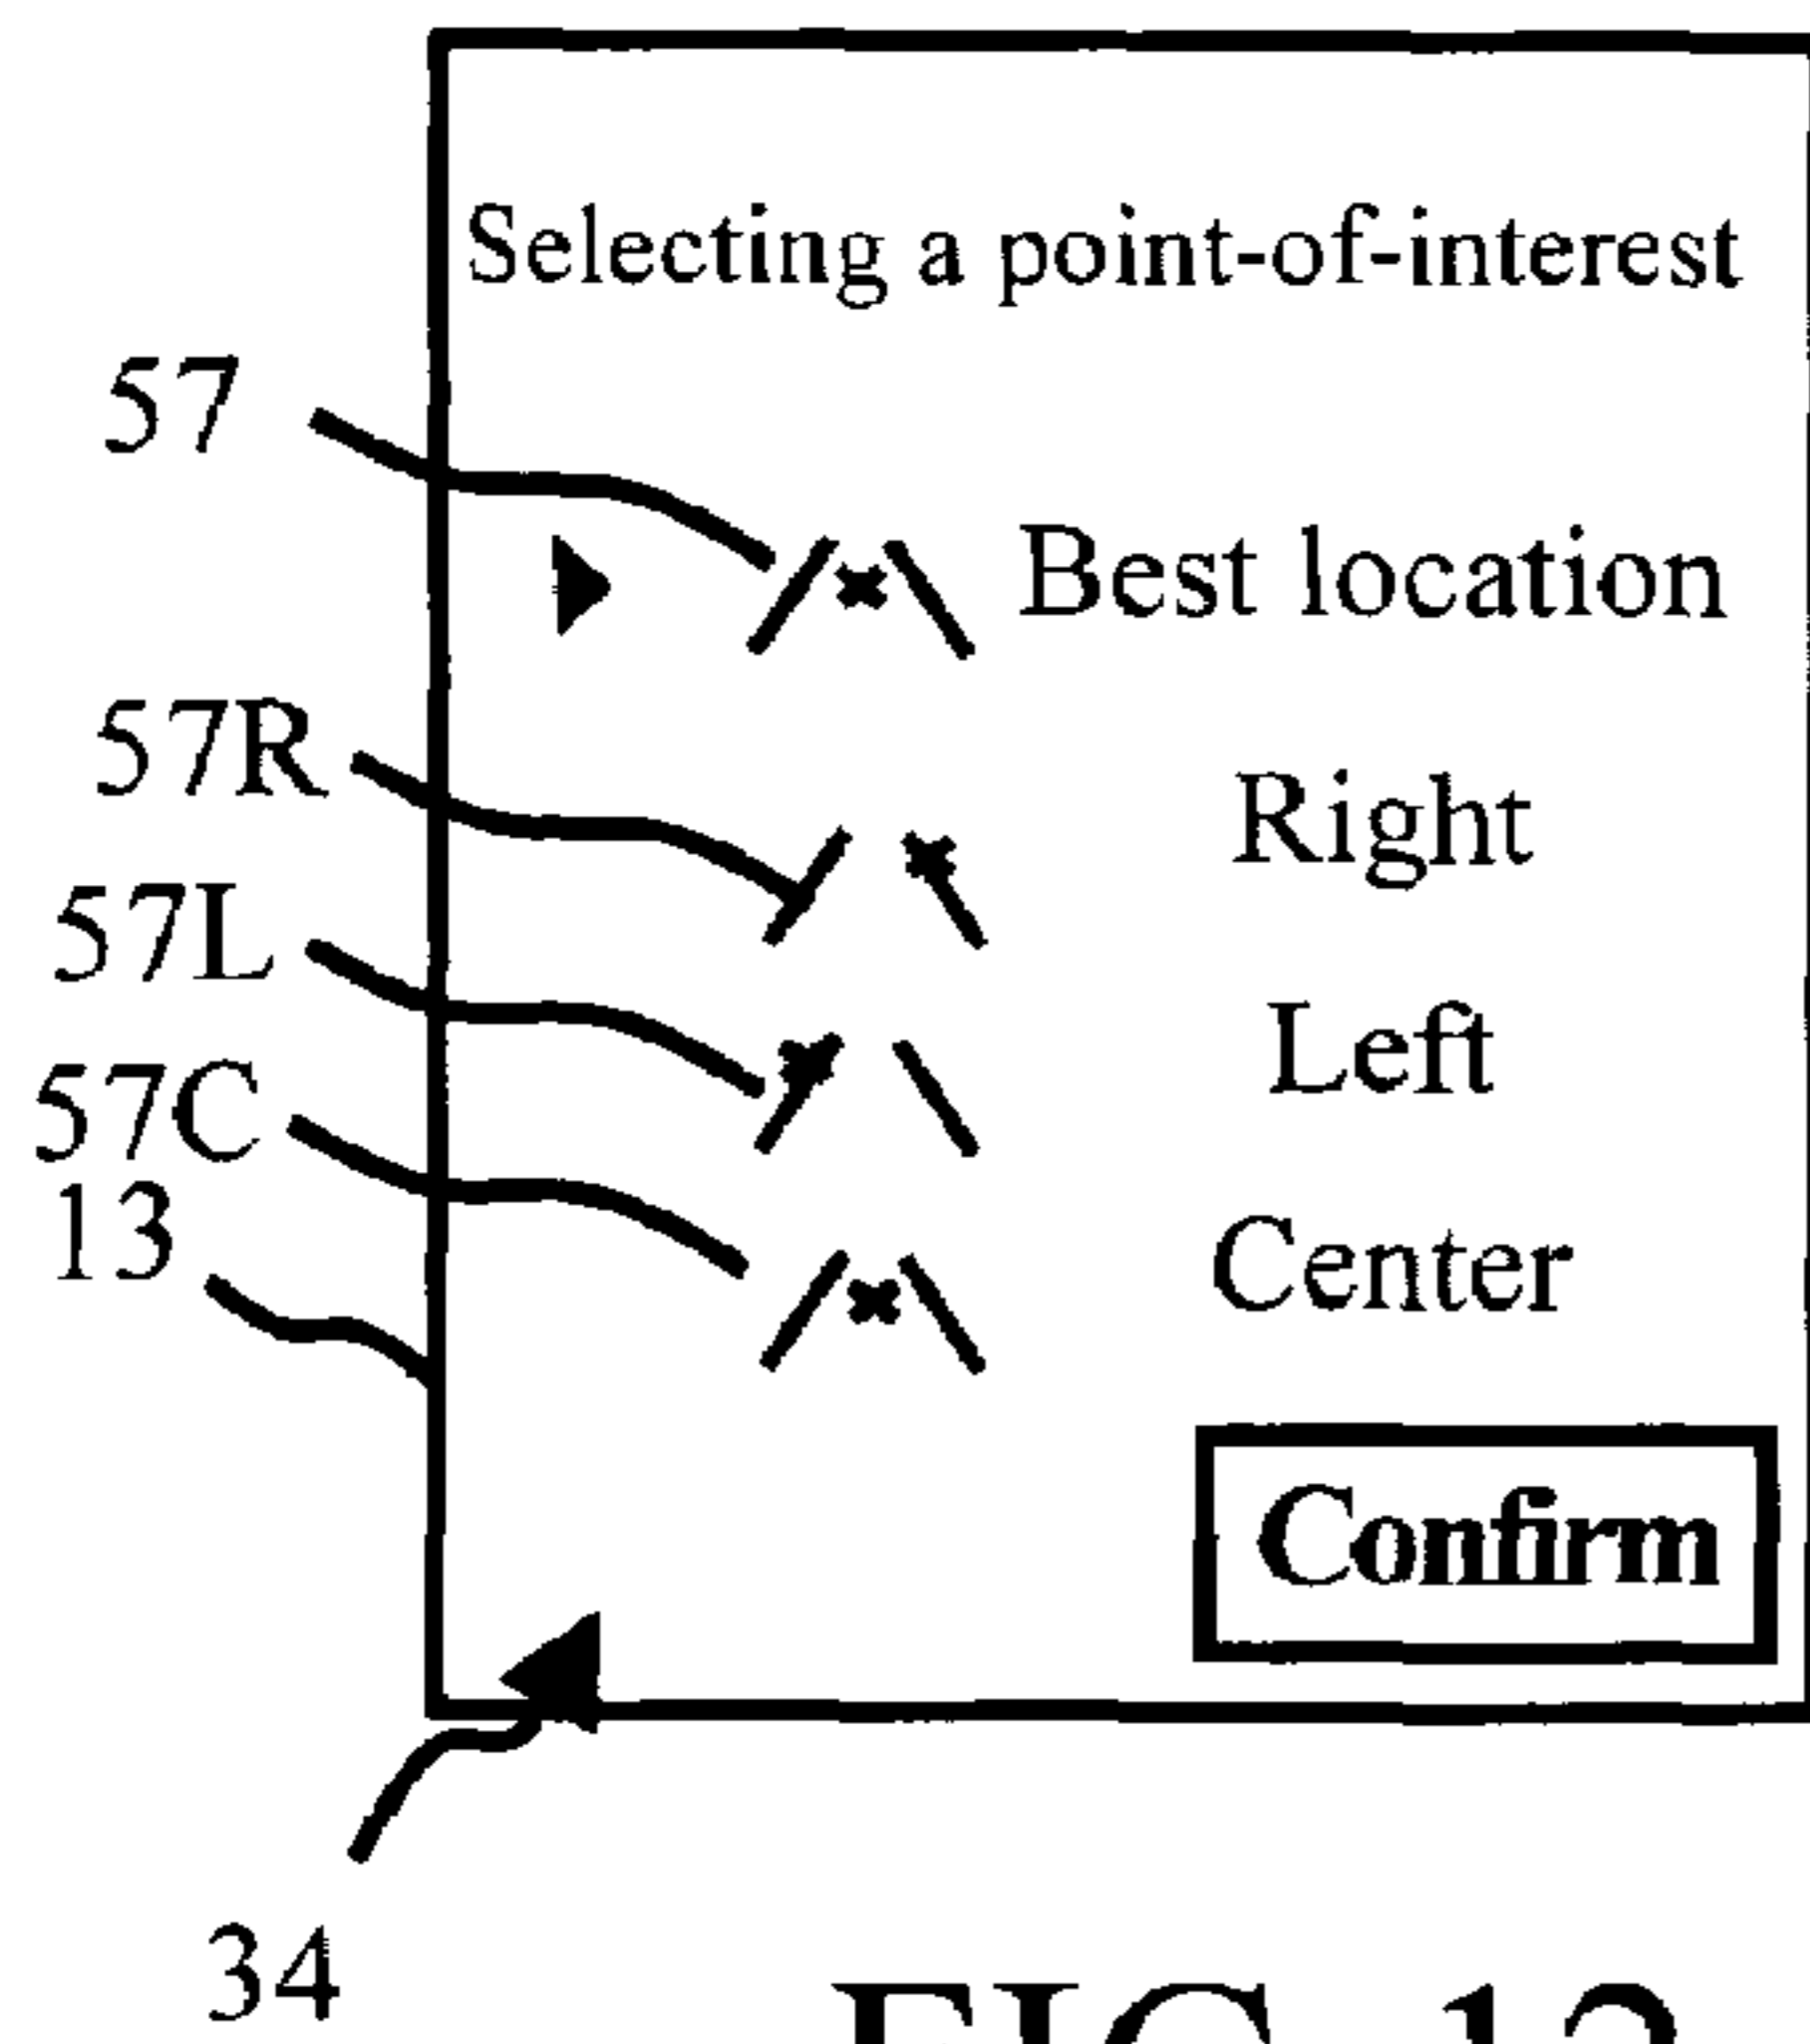 Selecting a point-of-interest
57
Best location
57R
Right
57L
Left
57C
Center
13
Confirm
34